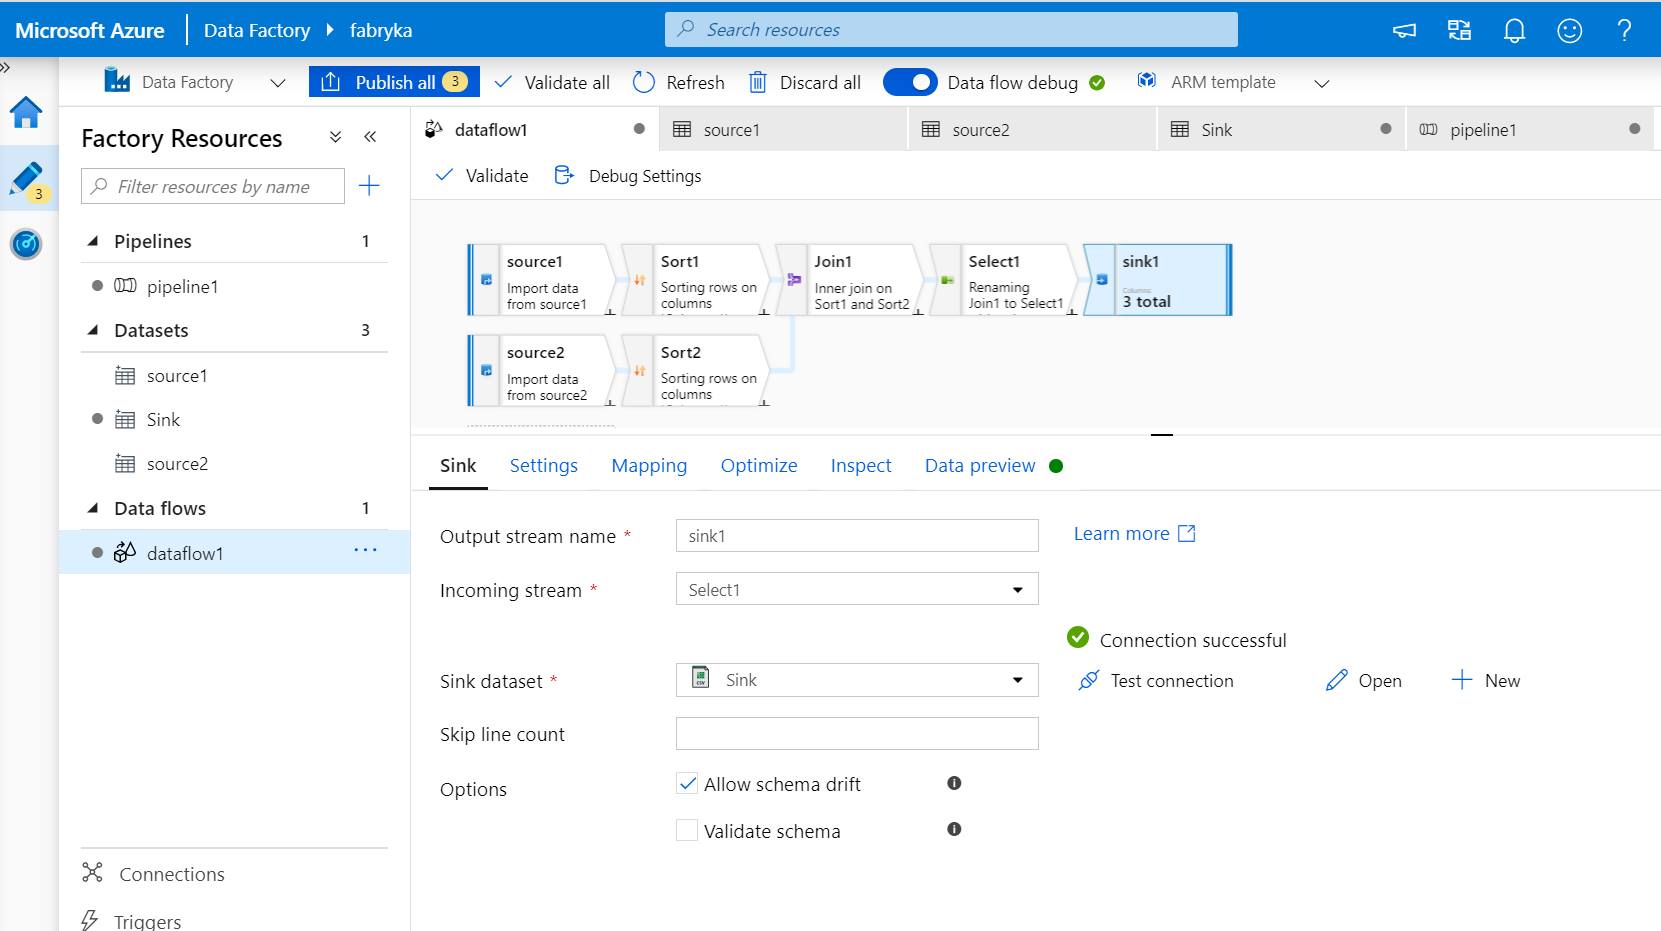 Microsoft Azure
Data Factory
fabryka
Search resources
?
Data Factory
Publish all
3
Validate all
Refresh
Discard all
Data flow debug
ARM template
3
Factory Resources
Filter resources by name
Pipelines
1
pipeline1
Datasets
3
source1
Sink
source2
Data flows
1
dataflow1
Connections
Triggers
dataflow1
source1
source2
Sink
pipeline1
Validate
Debug Settings
source1
Import data
from source1
Sort1
Sorting rows on
columns
Join1
Inner join on
Sort1 and Sort2
Select1
Renaming
Join1 to Select1
sink1
Columns:
3 total
source2
Import data
from source2
Sort2
Sorting rows on
columns
Sink
Settings
Mapping
Optimize
Inspect
Data preview
Output stream name *
sink1
Learn more
Incoming stream *
Select1
Connection successful
Sink dataset *
Sink
Test connection
Open
New
Skip line count
Options
Allow schema drift
Validate schema